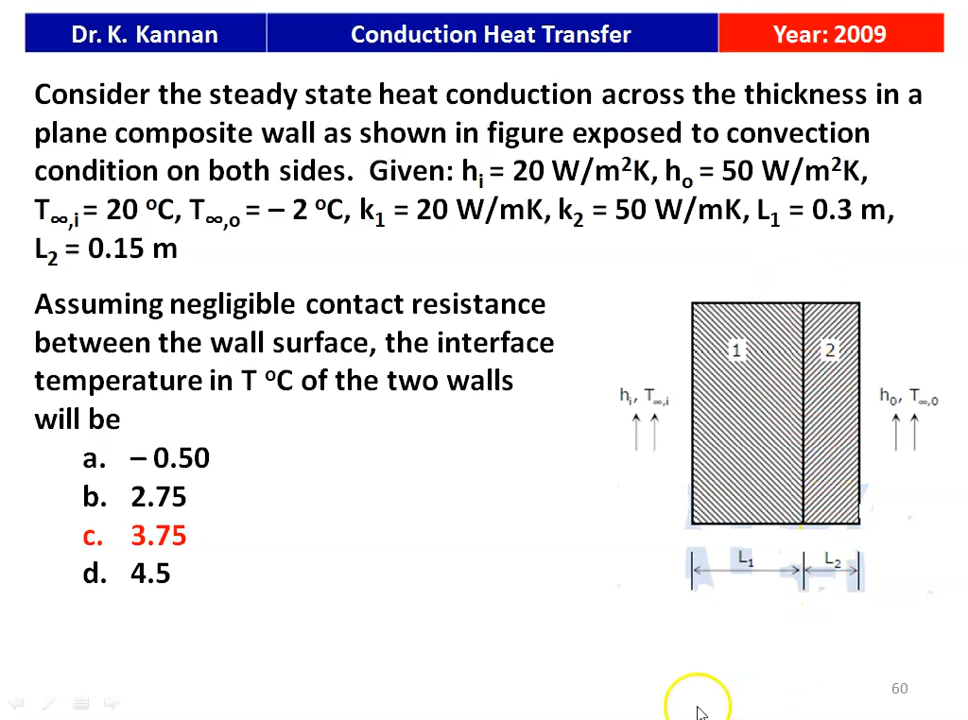 Dr. K. Kannan
Conduction Heat Transfer
Year: 2009
Consider the steady state heat conduction across the thickness in a
plane composite wall as shown in figure exposed to convection
condition on both sides. Given: hᵢ = 20 W/m²K, hₒ = 50 W/m²K,
T∞,i = 20 °C, T∞,o = – 2 °C, k₁ = 20 W/mK, k₂ = 50 W/mK, L₁ = 0.3 m,
L₂ = 0.15 m
Assuming negligible contact resistance
between the wall surface, the interface
temperature in T °C of the two walls
will be
a. – 0.50
b. 2.75
c. 3.75
d. 4.5
1
2
hᵢ, T∞,i
h₀, T∞,0
L₁
L₂
60